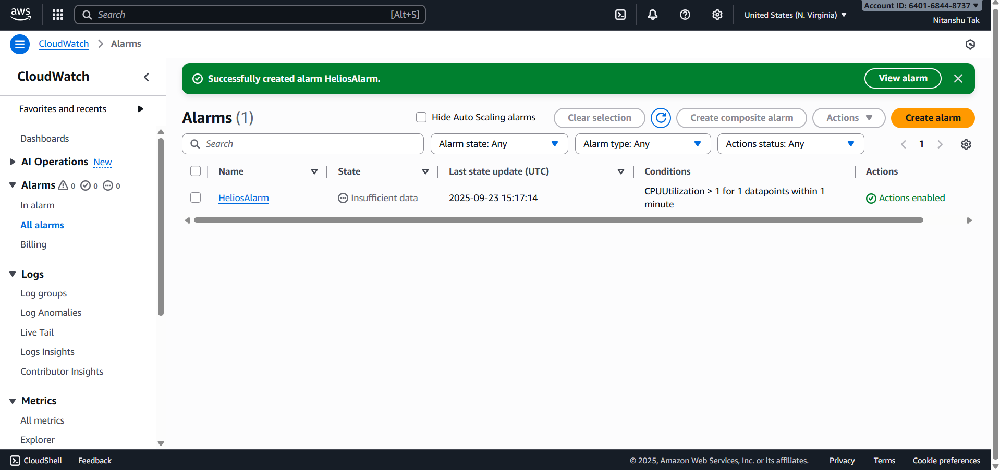 aws
Search
[Alt+S]
United States (N. Virginia)
Account ID: 6401-6844-8737
Nitanshu Tak
CloudWatch
Alarms
CloudWatch
Favorites and recents
Dashboards
AI Operations New
Alarms 0 0 0
In alarm
All alarms
Billing
Logs
Log groups
Log Anomalies
Live Tail
Logs Insights
Contributor Insights
Metrics
All metrics
Explorer
Successfully created alarm HeliosAlarm.
View alarm
Alarms (1)
Hide Auto Scaling alarms
Clear selection
Create composite alarm
Actions
Create alarm
Search
Alarm state: Any
Alarm type: Any
Actions status: Any
1
Name
State
Last state update (UTC)
Conditions
Actions
HeliosAlarm
Insufficient data
2025-09-23 15:17:14
CPUUtilization > 1 for 1 datapoints within 1
minute
Actions enabled
CloudShell
Feedback
© 2025, Amazon Web Services, Inc. or its affiliates.
Privacy
Terms
Cookie preferences